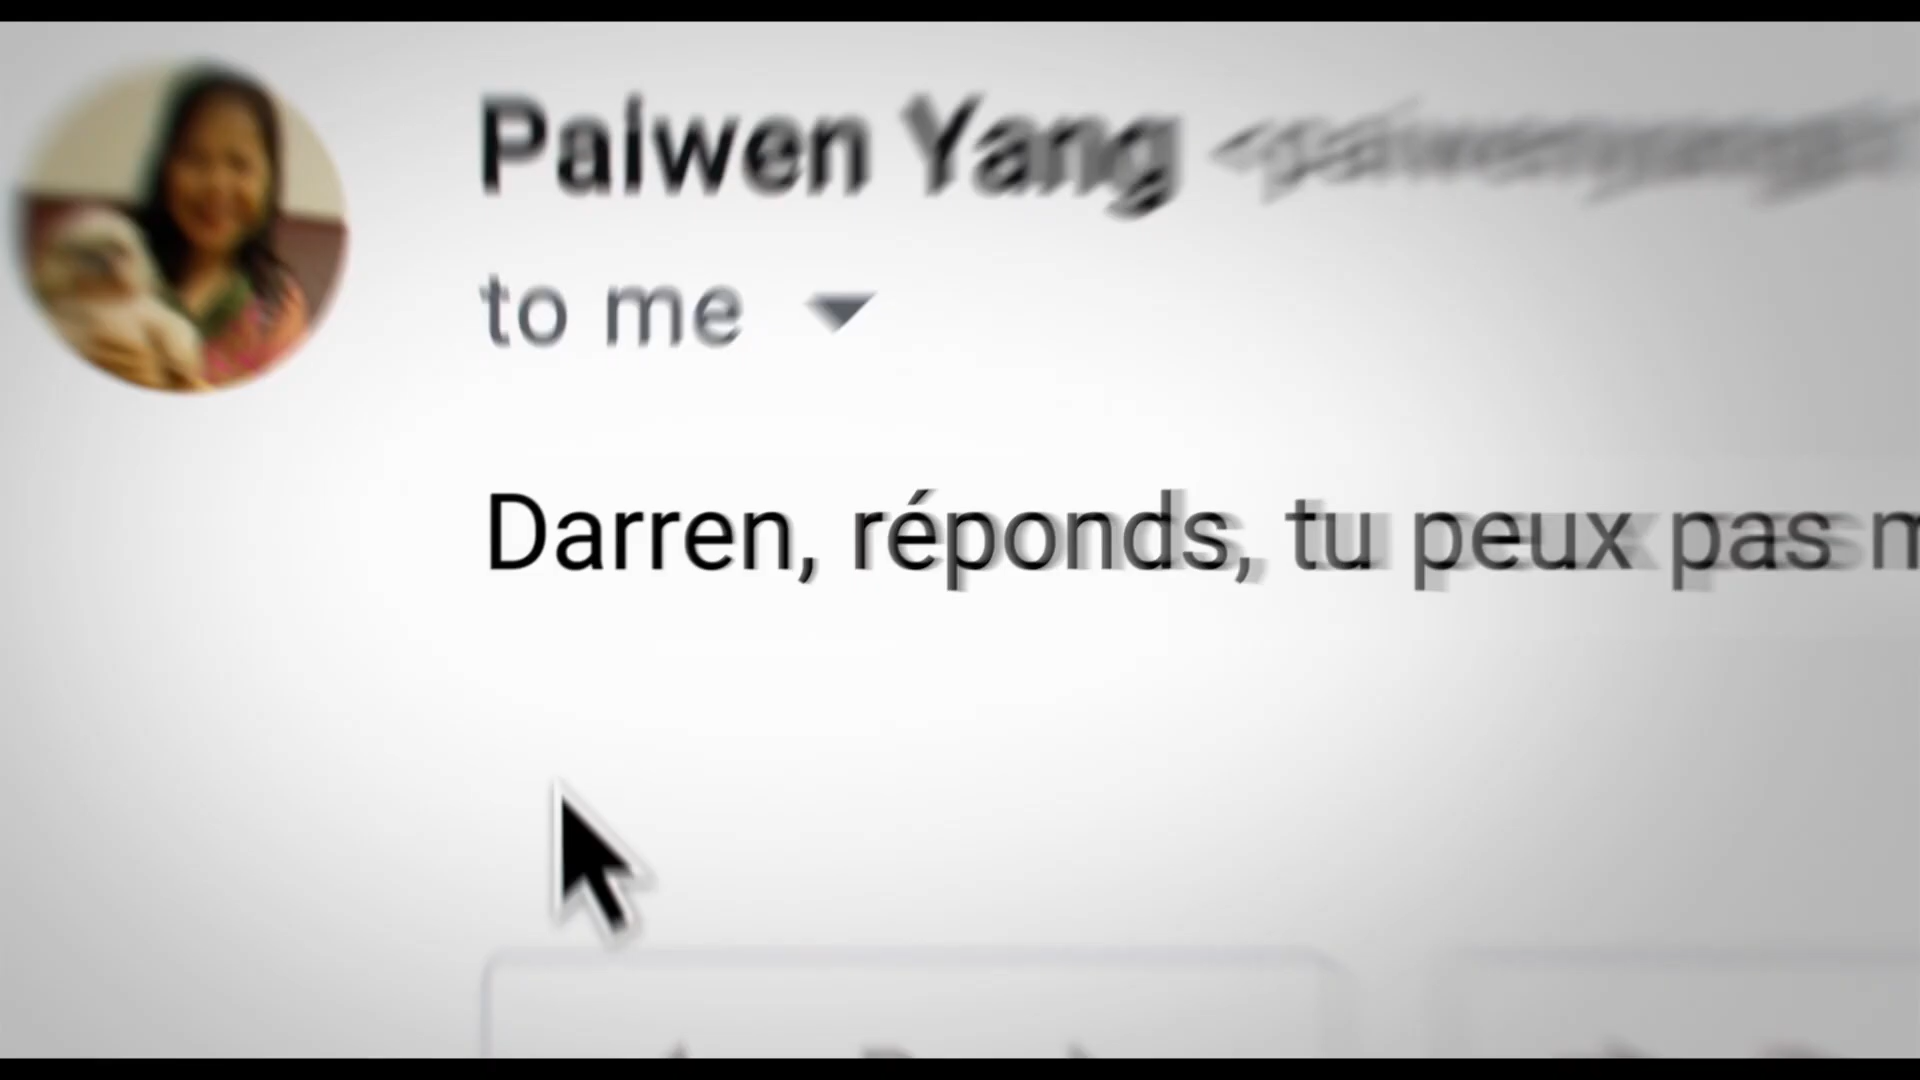 Paiwen Yang
to me
Darren, réponds, tu peux pas m